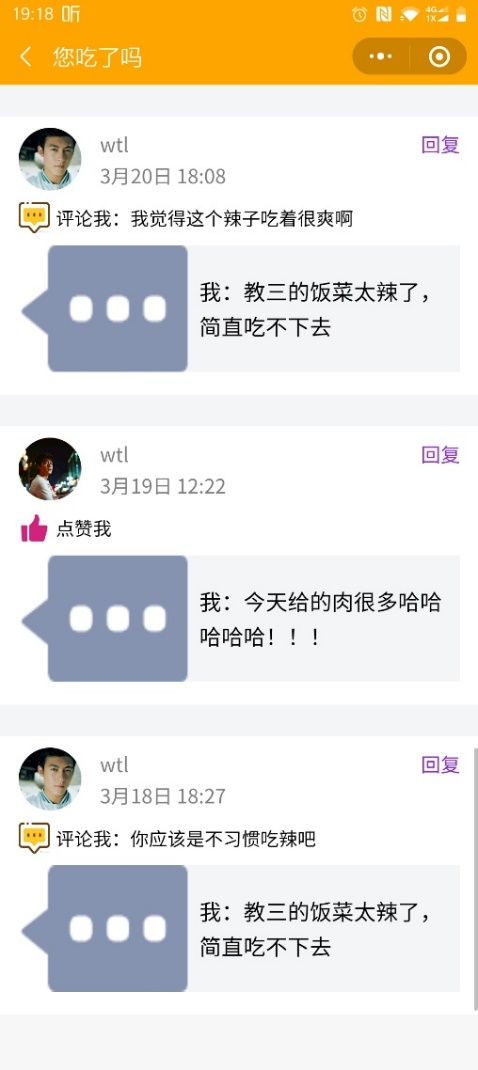 19:18 听
4G
1X
您吃了吗
wtl
回复
3月20日 18:08
评论我：我觉得这个辣子吃着很爽啊
我：教三的饭菜太辣了，
简直吃不下去
wtl
回复
3月19日 12:22
点赞我
我：今天给的肉很多哈哈
哈哈哈！！！
wtl
回复
3月18日 18:27
评论我：你应该是不习惯吃辣吧
我：教三的饭菜太辣了，
简直吃不下去